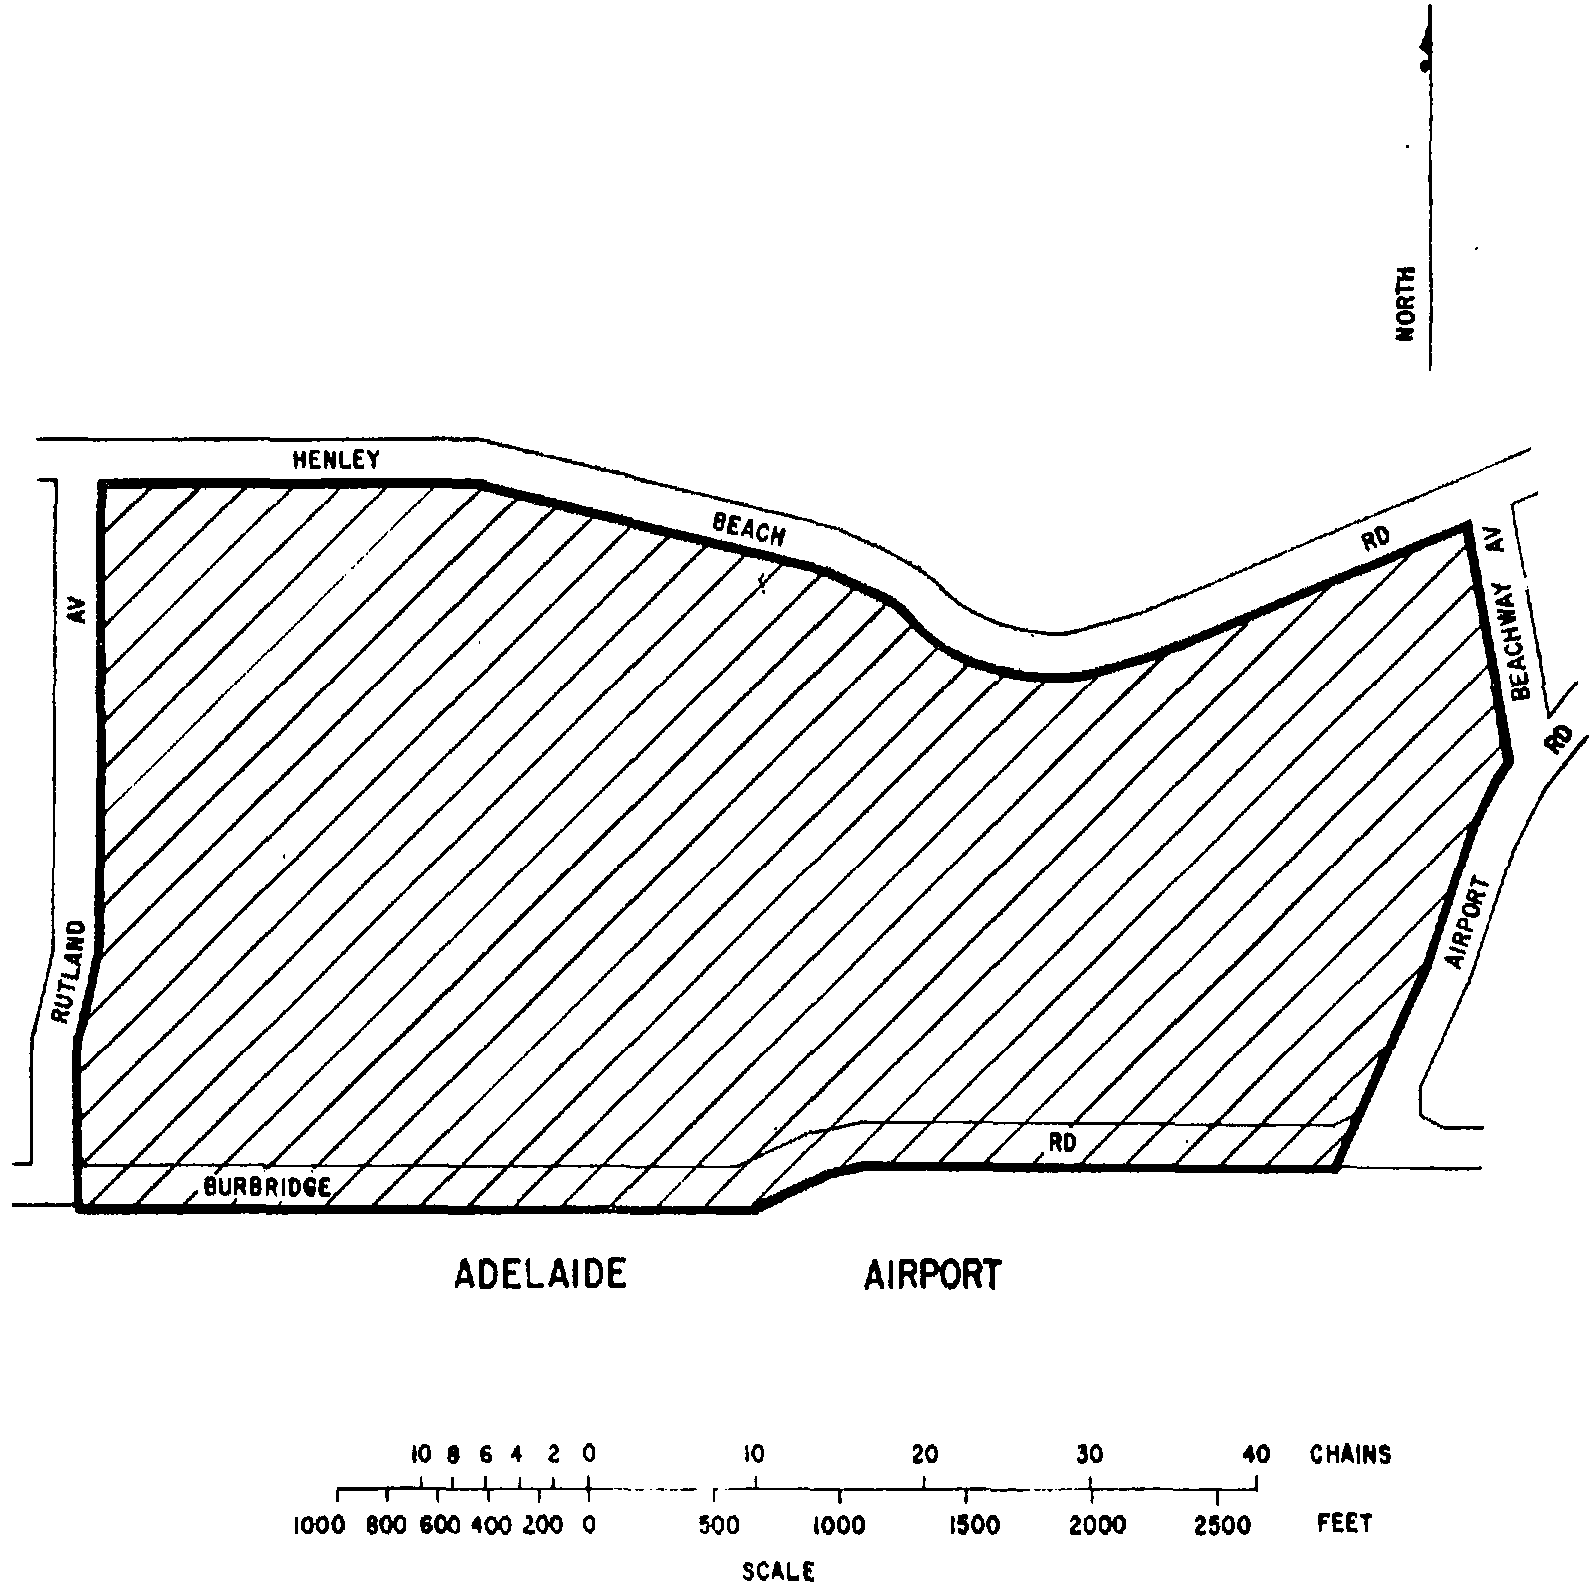 NORTH
HENLEY BEACH RD
RUTLAND AV
BEACHWAY AV
AIRPORT RD
BURBRIDGE RD
ADELAIDE AIRPORT
10 8 6 4 2 0 10 20 30 40 CHAINS
1000 800 600 400 200 0 500 1000 1500 2000 2500 FEET
SCALE